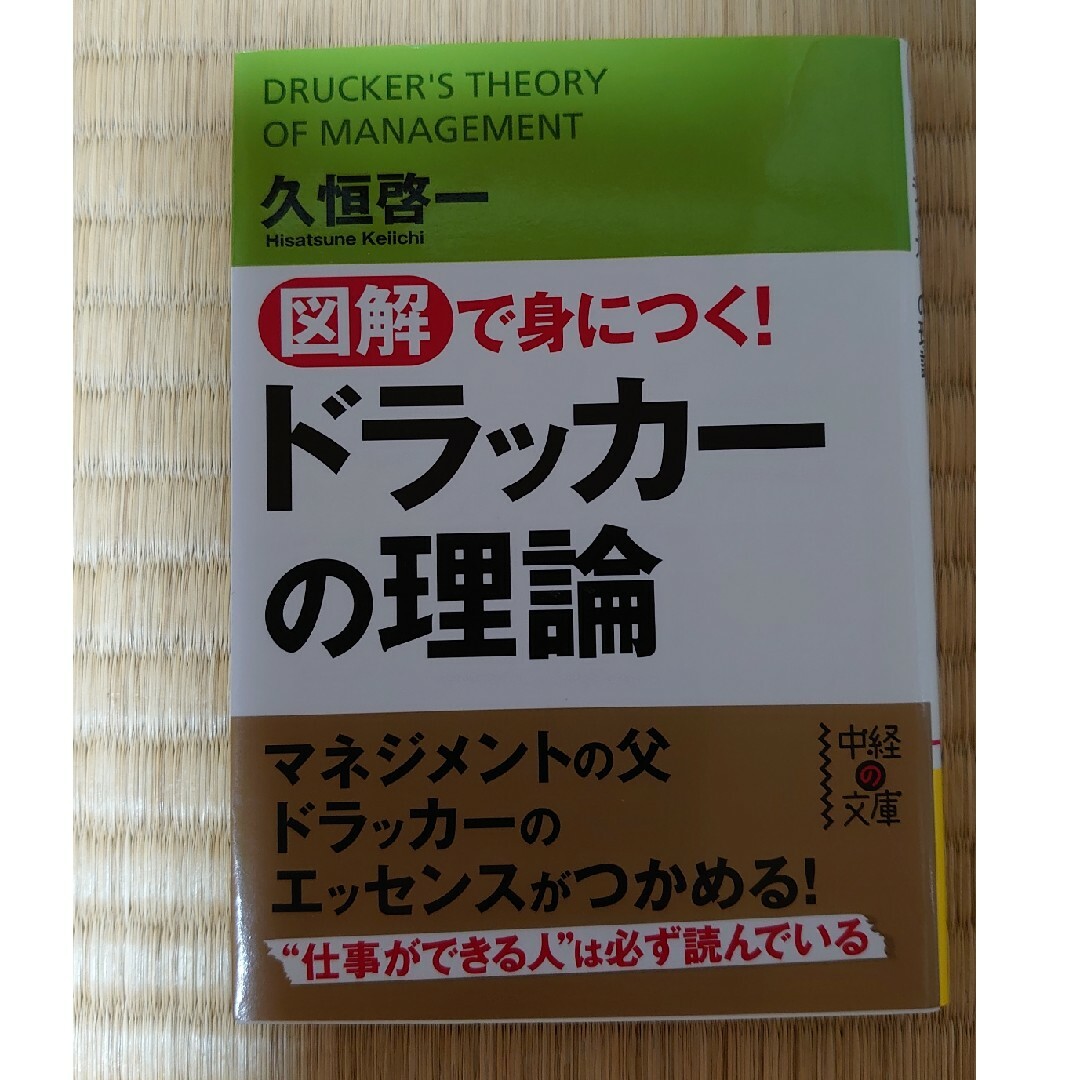 DRUCKER'S THEORY
OF MANAGEMENT
久恒啓一
Hisatsune Keiichi
図解で身につく!
ドラッカー
の理論
マネジメントの父
ドラッカーの
エッセンスがつかめる!
"仕事ができる人"は必ず読んでいる
中経
の
文庫